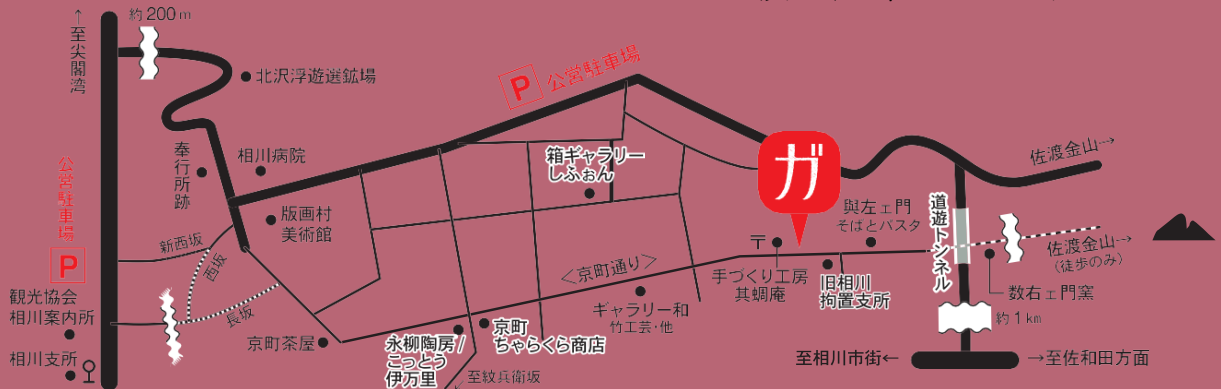 約200m
↑至尖閣湾
北沢浮遊選鉱場
P 公営駐車場
奉行所跡
相川病院
公営駐車場
P
版画村
美術館
新西坂
西坂
長坂
観光協会
相川案内所
相川支所
京町茶屋
箱ギャラリー
しふぉん
<京町通り>
永柳陶房/
こっとう
伊万里
京町
ちゃらくら商店
至紋兵衛坂
ギャラリー和
竹工芸・他
ガ
〒
手づくり工房
其蜩庵
與左ェ門
そばとパスタ
旧相川
拘置支所
道遊トンネル
佐渡金山→
佐渡金山→
(徒歩のみ)
数右ェ門窯
約1km
至相川市街←
→至佐和田方面